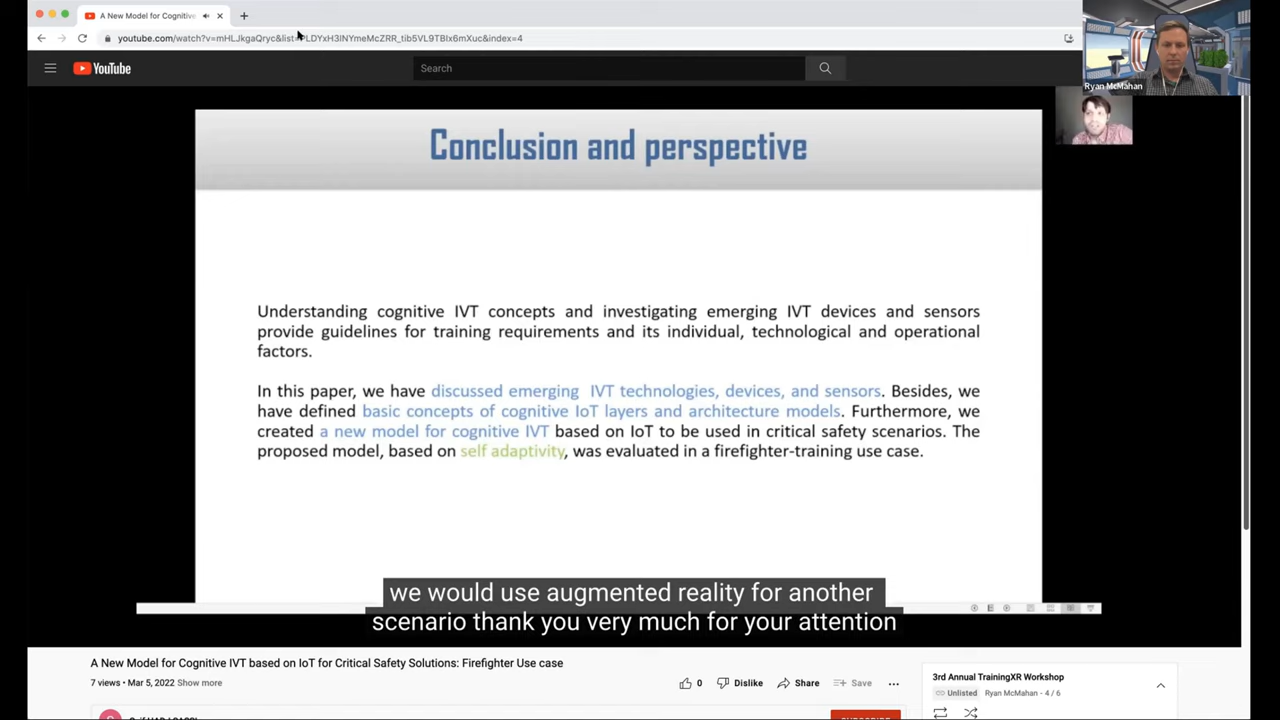 A New Model for Cognitive
youtube.com/watch?v=mHLJkgaQryc&list=PLDYxH3lNYmeMcZRR_tib5VL9TBlx6mXuc&index=4
Ryan McMahan
YouTube
Search
Conclusion and perspective
Understanding cognitive IVT concepts and investigating emerging IVT devices and sensors
provide guidelines for training requirements and its individual, technological and operational
factors.
In this paper, we have discussed emerging IVT technologies, devices, and sensors. Besides, we
have defined basic concepts of cognitive IoT layers and architecture models. Furthermore, we
created a new model for cognitive IVT based on IoT to be used in critical safety scenarios. The
proposed model, based on self adaptivity, was evaluated in a firefighter-training use case.
we would use augmented reality for another
scenario thank you very much for your attention
A New Model for Cognitive IVT based on IoT for Critical Safety Solutions: Firefighter Use case
7 views • Mar 5, 2022 Show more
0 Dislike Share Save
3rd Annual TrainingXR Workshop
Unlisted Ryan McMahan - 4 / 6